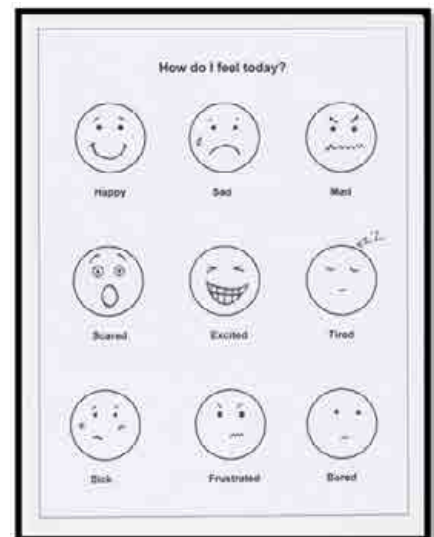 How do I feel today?
Happy Sad Mad
Scared Excited Tired
Sick Frustrated Bored